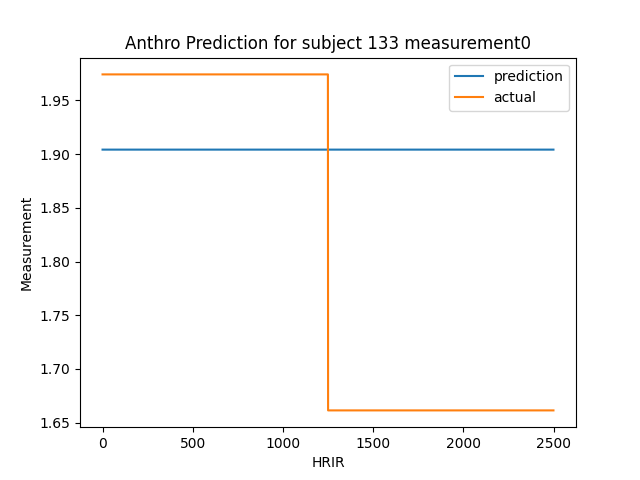 Anthro Prediction for subject 133 measurement0
prediction
actual
Measurement
1.95
1.90
1.85
1.80
1.75
1.70
1.65
0
500
1000
1500
2000
2500
HRIR